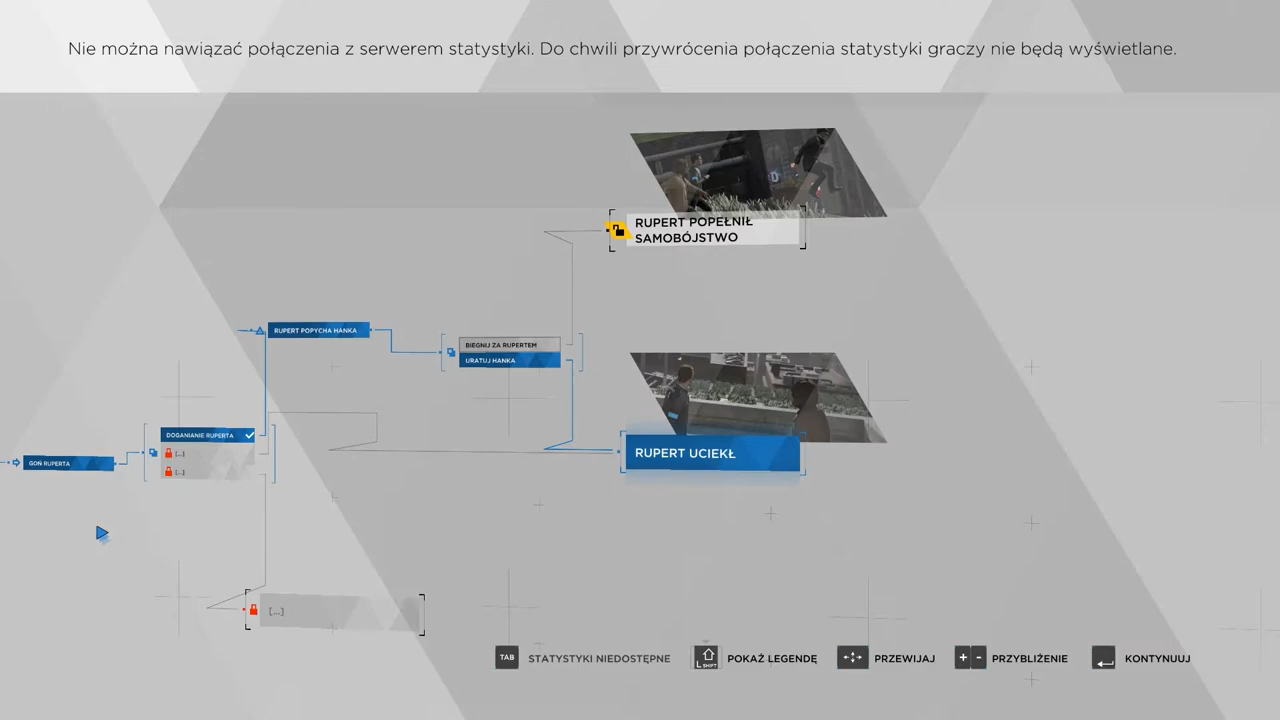 Nie można nawiązać połączenia z serwerem statystyki. Do chwili przywrócenia połączenia statystyki graczy nie będą wyświetlane.
RUPERT POPEŁNIŁ
SAMOBÓJSTWO
RUPERT POPYCHA HANKA
BIEGNIJ ZA RUPERTEM
URATUJ HANKA
DOGANIANIE RUPERTA
[...]
[...]
GOŃ RUPERTA
RUPERT UCIEKŁ
[...]
TAB STATYSTYKI NIEDOSTĘPNE
L SHIFT POKAŻ LEGENDĘ
PRZEWIJAJ
+ - PRZYBLIŻENIE
KONTYNUUJ